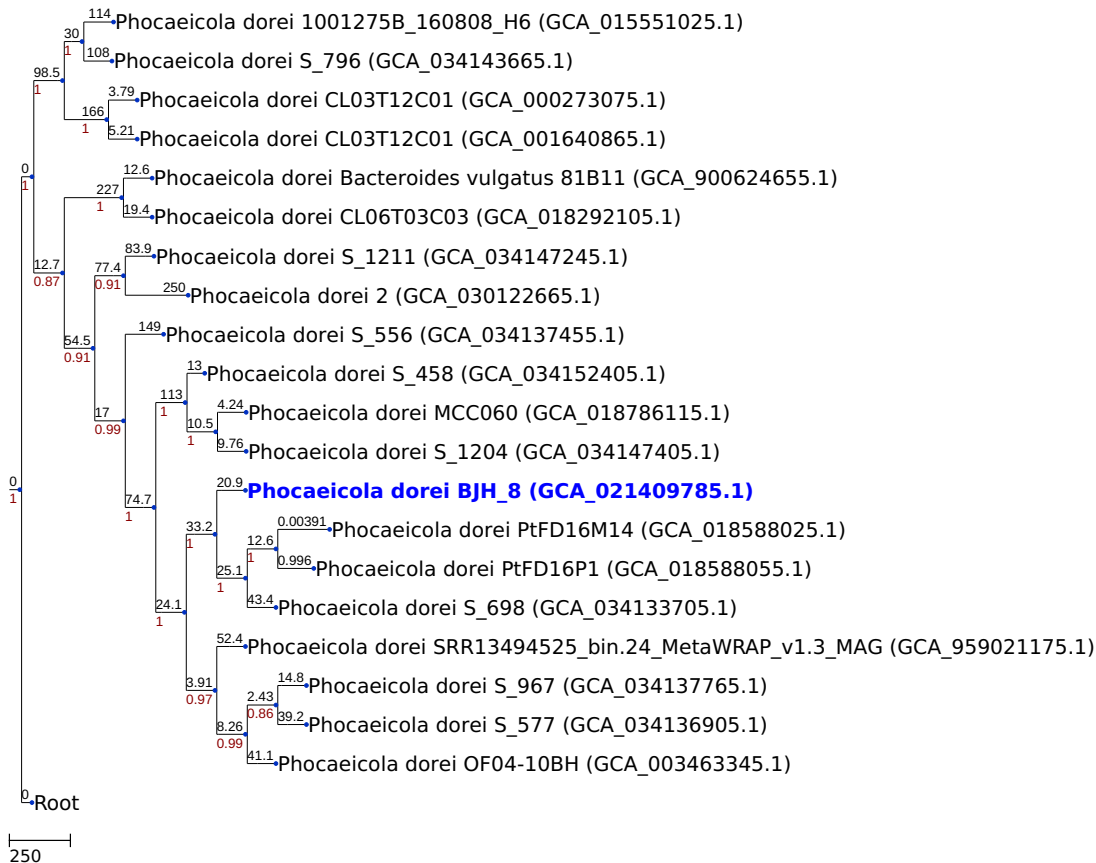 114
Phocaeicola dorei 1001275B_160808_H6 (GCA_015551025.1)
30
1
108
Phocaeicola dorei S_796 (GCA_034143665.1)
98.5
1
3.79
Phocaeicola dorei CL03T12C01 (GCA_000273075.1)
166
1
5.21
Phocaeicola dorei CL03T12C01 (GCA_001640865.1)
0
1
12.6
Phocaeicola dorei Bacteroides vulgatus 81B11 (GCA_900624655.1)
227
1
19.4
Phocaeicola dorei CL06T03C03 (GCA_018292105.1)
12.7
0.87
83.9
Phocaeicola dorei S_1211 (GCA_034147245.1)
77.4
0.91
250
Phocaeicola dorei 2 (GCA_030122665.1)
54.5
0.91
149
Phocaeicola dorei S_556 (GCA_034137455.1)
17
0.99
13
Phocaeicola dorei S_458 (GCA_034152405.1)
113
1
4.24
Phocaeicola dorei MCC060 (GCA_018786115.1)
10.5
1
9.76
Phocaeicola dorei S_1204 (GCA_034147405.1)
0
1
74.7
1
20.9
Phocaeicola dorei BJH_8 (GCA_021409785.1)
33.2
1
0.00391
Phocaeicola dorei PtFD16M14 (GCA_018588025.1)
12.6
1
0.996
Phocaeicola dorei PtFD16P1 (GCA_018588055.1)
25.1
1
43.4
Phocaeicola dorei S_698 (GCA_034133705.1)
24.1
1
52.4
Phocaeicola dorei SRR13494525_bin.24_MetaWRAP_v1.3_MAG (GCA_959021175.1)
3.91
0.97
14.8
Phocaeicola dorei S_967 (GCA_034137765.1)
2.43
0.86
39.2
Phocaeicola dorei S_577 (GCA_034136905.1)
8.26
0.99
41.1
Phocaeicola dorei OF04-10BH (GCA_003463345.1)
0
Root
250